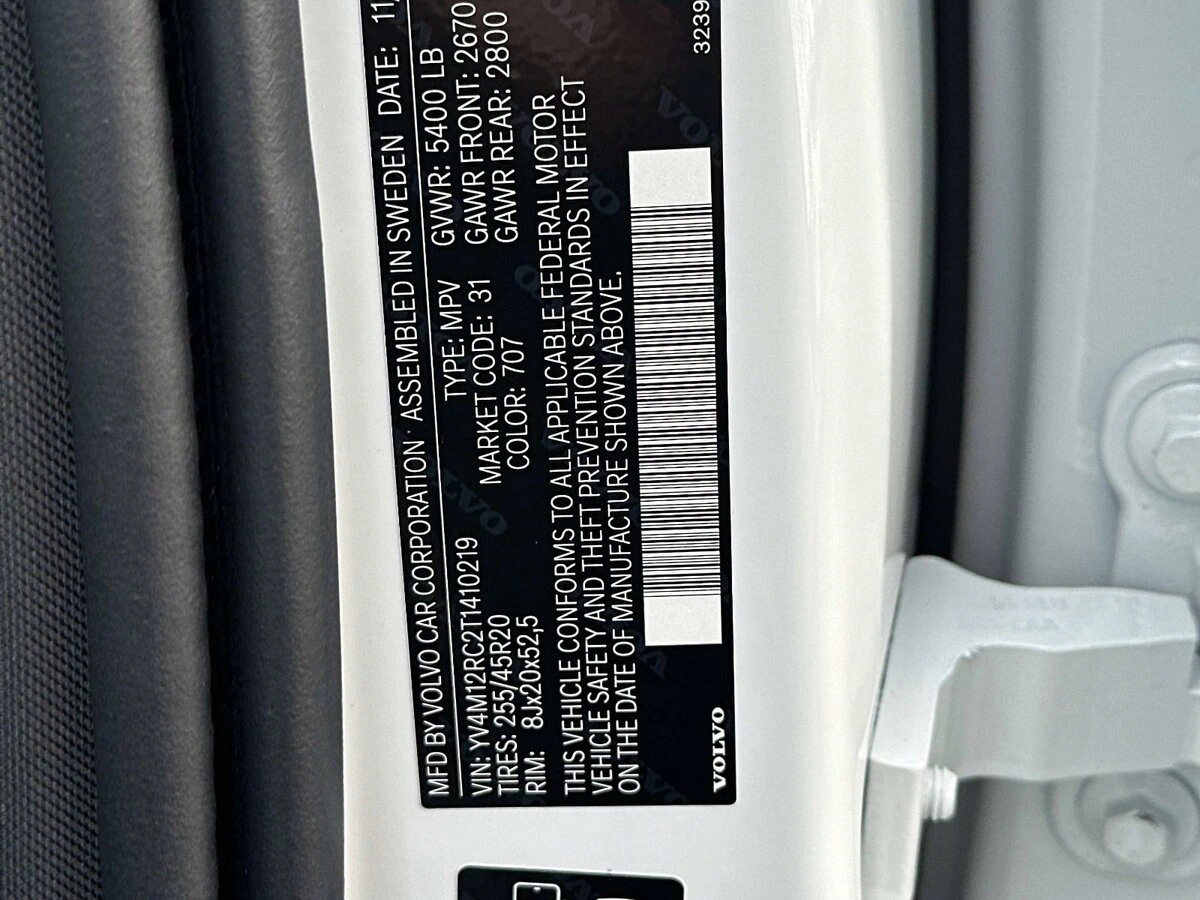 MFD BY VOLVO CAR CORPORATION · ASSEMBLED IN SWEDEN DATE: 11
VIN: YV4M12RC2T1410219 TYPE: MPV GVWR: 5400 LB
TIRES: 255/45R20 MARKET CODE: 31 GAWR FRONT: 2670
RIM: 8Jx20x52,5 COLOR: 707 GAWR REAR: 2800
THIS VEHICLE CONFORMS TO ALL APPLICABLE FEDERAL MOTOR
VEHICLE SAFETY AND THEFT PREVENTION STANDARDS IN EFFECT
ON THE DATE OF MANUFACTURE SHOWN ABOVE.
VOLVO 3239